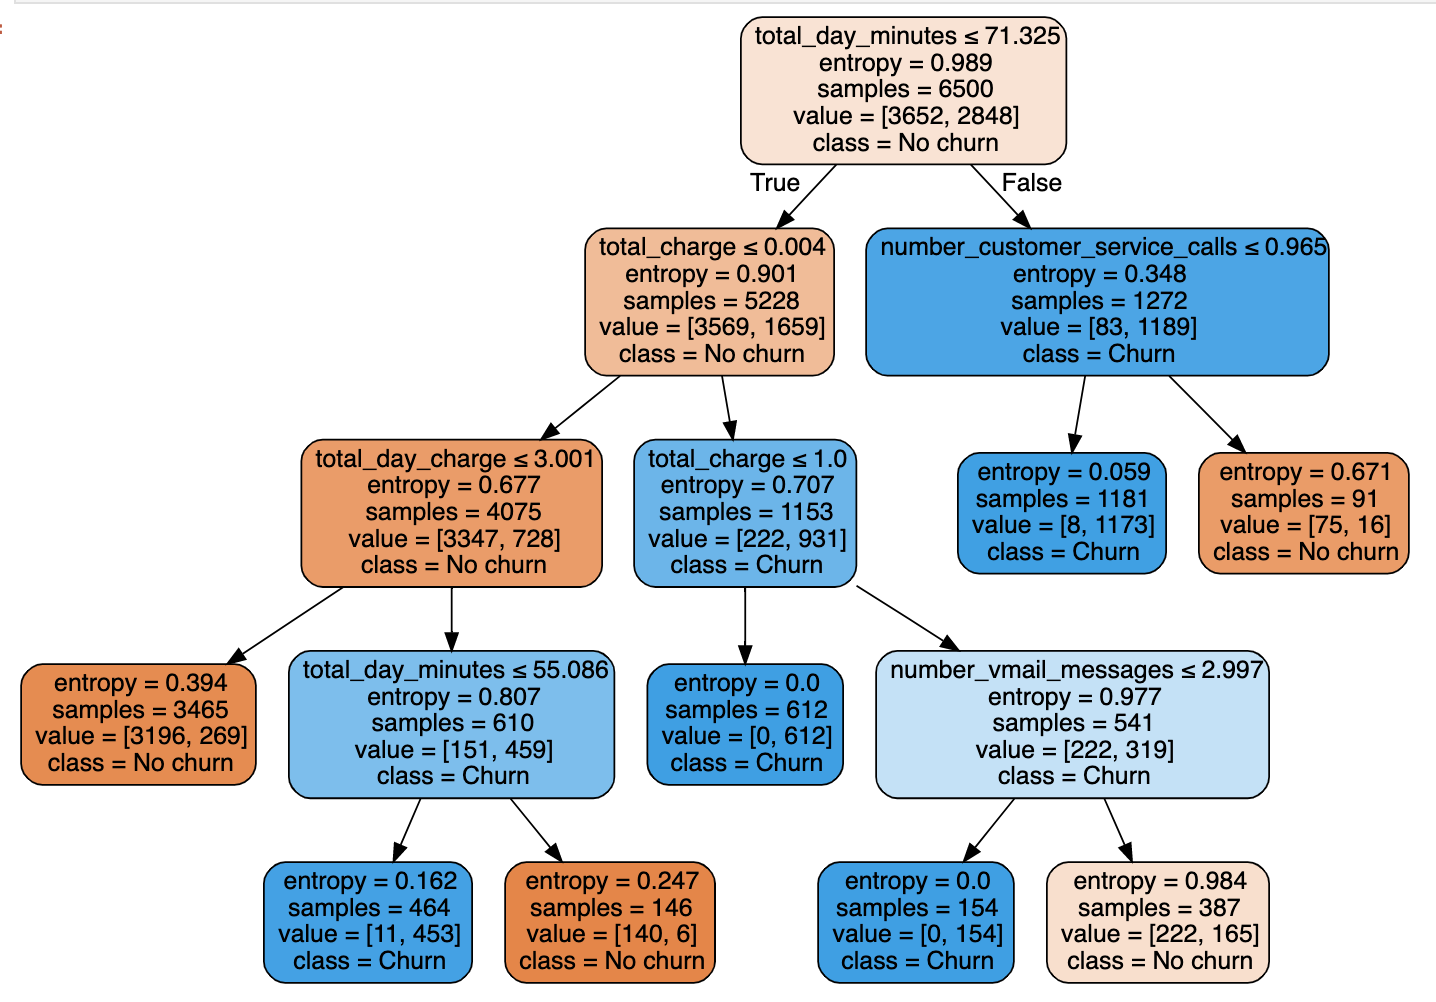 total_day_minutes ≤ 71.325
entropy = 0.989
samples = 6500
value = [3652, 2848]
class = No churn
True
False
total_charge ≤ 0.004
entropy = 0.901
samples = 5228
value = [3569, 1659]
class = No churn
number_customer_service_calls ≤ 0.965
entropy = 0.348
samples = 1272
value = [83, 1189]
class = Churn
total_day_charge ≤ 3.001
entropy = 0.677
samples = 4075
value = [3347, 728]
class = No churn
total_charge ≤ 1.0
entropy = 0.707
samples = 1153
value = [222, 931]
class = Churn
entropy = 0.059
samples = 1181
value = [8, 1173]
class = Churn
entropy = 0.671
samples = 91
value = [75, 16]
class = No churn
entropy = 0.394
samples = 3465
value = [3196, 269]
class = No churn
total_day_minutes ≤ 55.086
entropy = 0.807
samples = 610
value = [151, 459]
class = Churn
entropy = 0.0
samples = 612
value = [0, 612]
class = Churn
number_vmail_messages ≤ 2.997
entropy = 0.977
samples = 541
value = [222, 319]
class = Churn
entropy = 0.162
samples = 464
value = [11, 453]
class = Churn
entropy = 0.247
samples = 146
value = [140, 6]
class = No churn
entropy = 0.0
samples = 154
value = [0, 154]
class = Churn
entropy = 0.984
samples = 387
value = [222, 165]
class = No churn